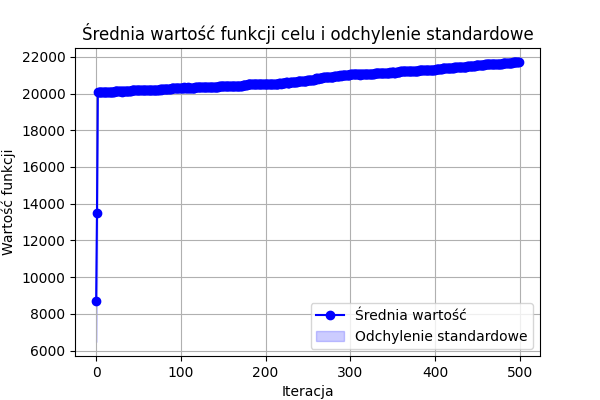 Średnia wartość funkcji celu i odchylenie standardowe
22000
20000
18000
16000
14000
12000
10000
8000
6000
Wartość funkcji
0 100 200 300 400 500
Iteracja
Średnia wartość
Odchylenie standardowe